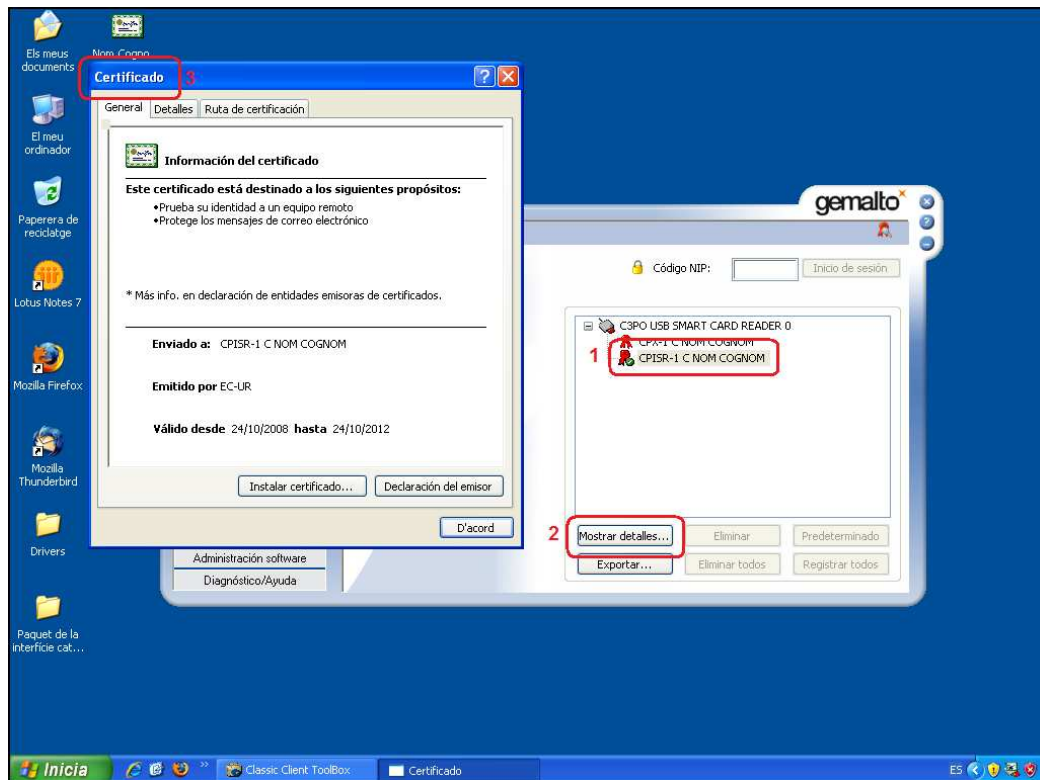 Els meus
documents
Nom Cogno
El meu
ordinador
Paperera de
reciclatge
Lotus Notes 7
Mozilla Firefox
Mozilla
Thunderbird
Drivers
Paquet de la
interfície cat...
Certificado 3
General Detalles Ruta de certificación
Información del certificado
Este certificado está destinado a los siguientes propósitos:
•Prueba su identidad a un equipo remoto
•Protege los mensajes de correo electrónico
* Más info. en declaración de entidades emisoras de certificados.
Enviado a: CPISR-1 C NOM COGNOM
Emitido por EC-UR
Válido desde 24/10/2008 hasta 24/10/2012
Instalar certificado... Declaración del emisor
D'acord
gemalto
Código NIP: Inicio de sesión
C3PO USB SMART CARD READER 0
CPX-1 C NOM COGNOM
1 CPISR-1 C NOM COGNOM
2 Mostrar detalles... Eliminar Predeterminado
Exportar... Eliminar todos Registrar todos
Administración software
Diagnóstico/Ayuda
Inicia Classic Client ToolBox Certificado ES